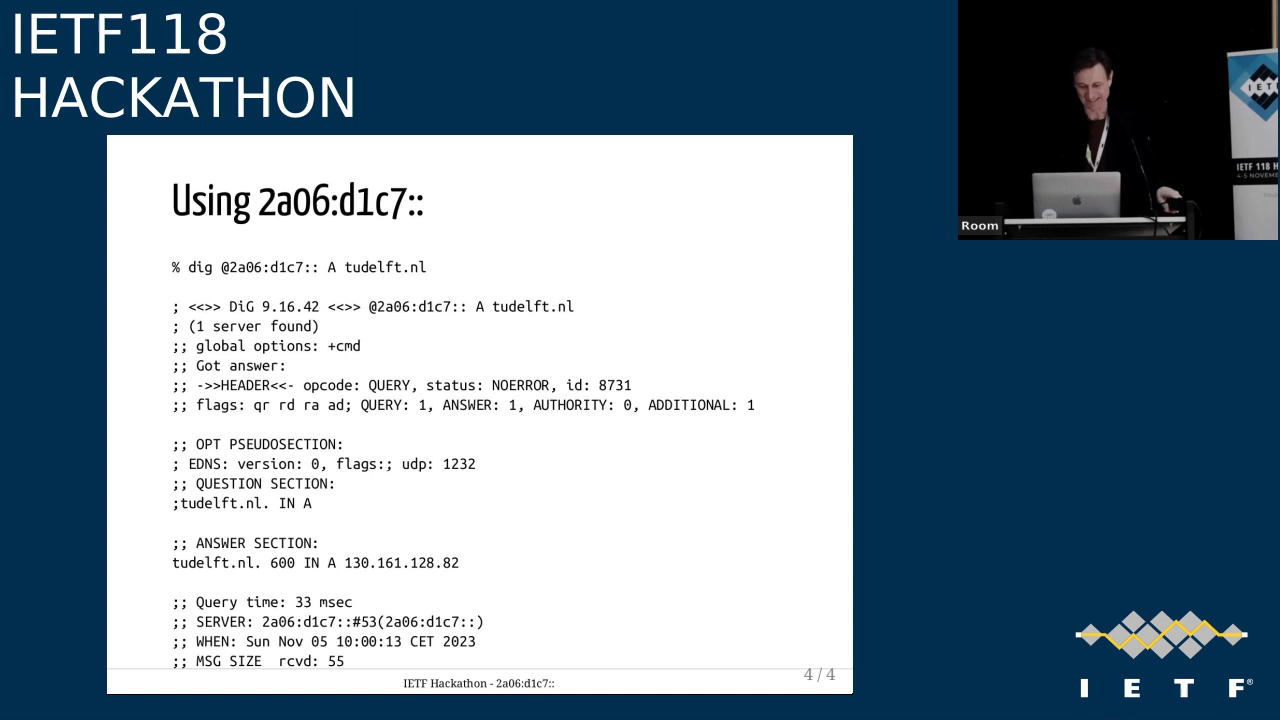 IETF118
HACKATHON
Using 2a06:d1c7::
% dig @2a06:d1c7:: A tudelft.nl
; <<>> DiG 9.16.42 <<>> @2a06:d1c7:: A tudelft.nl
; (1 server found)
;; global options: +cmd
;; Got answer:
;; ->>HEADER<<- opcode: QUERY, status: NOERROR, id: 8731
;; flags: qr rd ra ad; QUERY: 1, ANSWER: 1, AUTHORITY: 0, ADDITIONAL: 1
;; OPT PSEUDOSECTION:
; EDNS: version: 0, flags:; udp: 1232
;; QUESTION SECTION:
;tudelft.nl. IN A
;; ANSWER SECTION:
tudelft.nl. 600 IN A 130.161.128.82
;; Query time: 33 msec
;; SERVER: 2a06:d1c7::#53(2a06:d1c7::)
;; WHEN: Sun Nov 05 10:00:13 CET 2023
;; MSG SIZE rcvd: 55
IETF Hackathon - 2a06:d1c7::
4 / 4
Room
IET
IETF 118 H
4-5 NOVEMBE
I E T F®